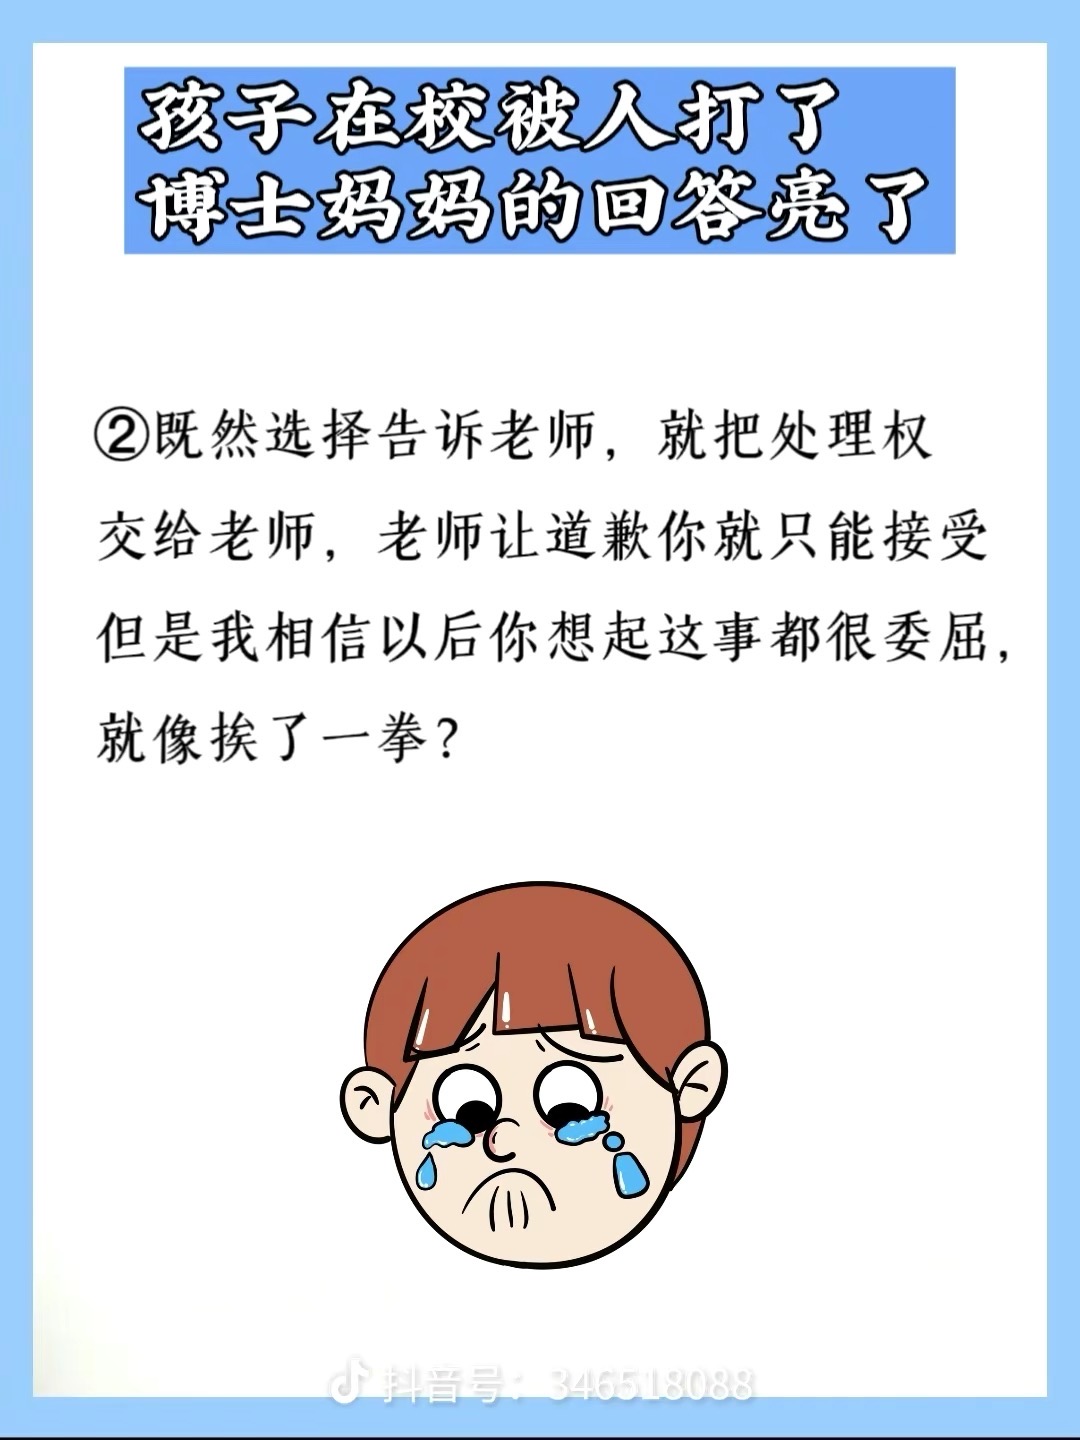 孩子在校被人打了
博士妈妈的回答亮了
②既然选择告诉老师，就把处理权
交给老师，老师让道歉你就只能接受
但是我相信以后你想起这事都很委屈，
就像挨了一拳？
抖音号：346518088